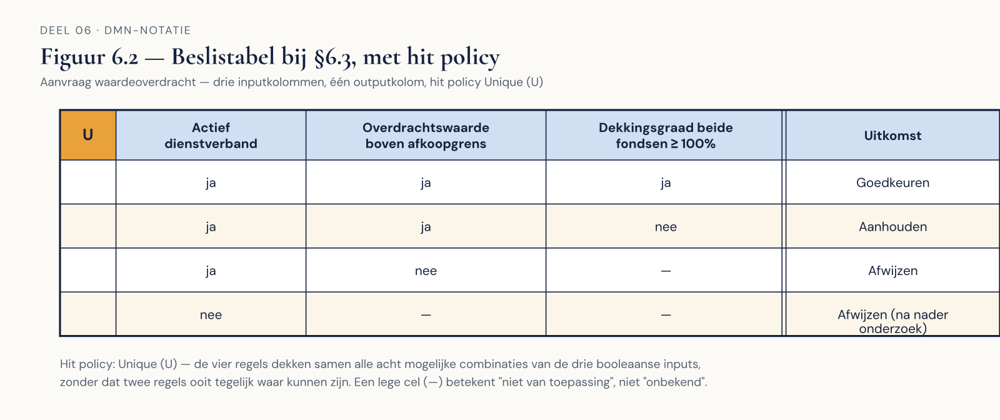 DEEL 06 · DMN-NOTATIE
Figuur 6.2 — Beslistabel bij §6.3, met hit policy
Aanvraag waardeoverdracht — drie inputkolommen, één outputkolom, hit policy Unique (U)
U
Actief
dienstverband
Overdrachtswaarde
boven afkoopgrens
Dekkingsgraad beide
fondsen ≥ 100%
Uitkomst
ja
ja
ja
Goedkeuren
ja
ja
nee
Aanhouden
ja
nee
—
Afwijzen
nee
—
—
Afwijzen (na nader
onderzoek)
Hit policy: Unique (U) — de vier regels dekken samen alle acht mogelijke combinaties van de drie booleaanse inputs,
zonder dat twee regels ooit tegelijk waar kunnen zijn. Een lege cel (—) betekent "niet van toepassing", niet "onbekend".